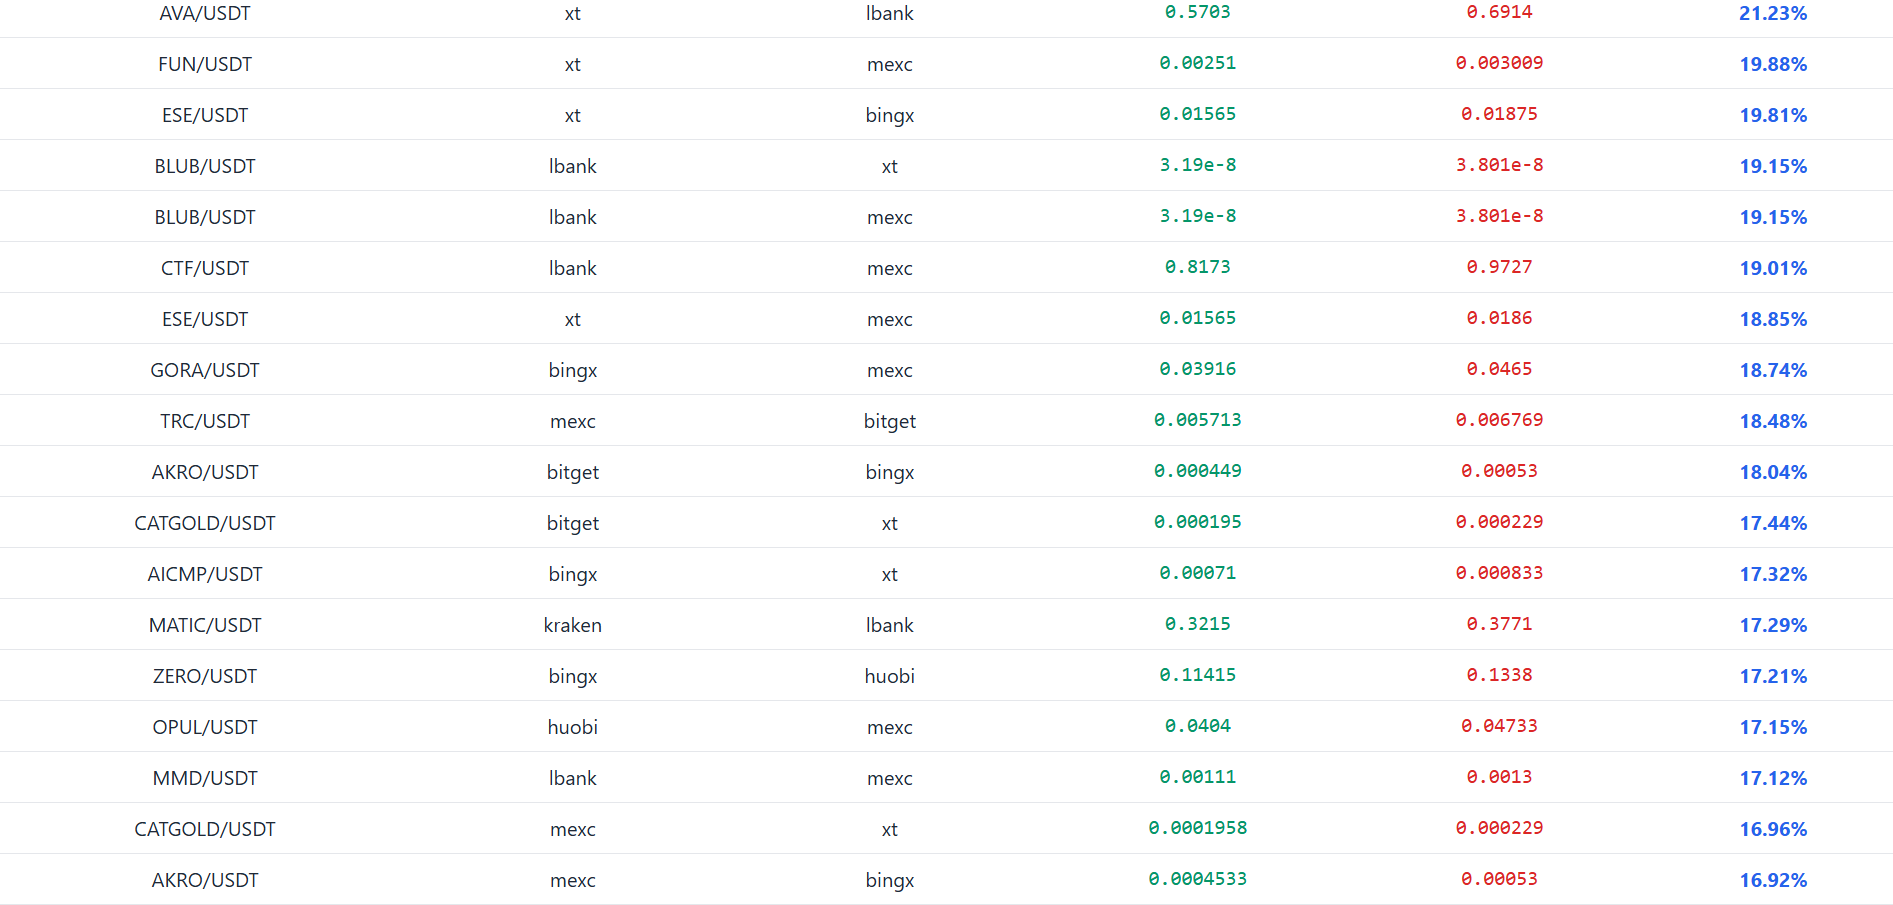 AVA/USDT xt lbank 0.5703 0.6914 21.23%
FUN/USDT xt mexc 0.00251 0.003009 19.88%
ESE/USDT xt bingx 0.01565 0.01875 19.81%
BLUB/USDT lbank xt 3.19e-8 3.801e-8 19.15%
BLUB/USDT lbank mexc 3.19e-8 3.801e-8 19.15%
CTF/USDT lbank mexc 0.8173 0.9727 19.01%
ESE/USDT xt mexc 0.01565 0.0186 18.85%
GORA/USDT bingx mexc 0.03916 0.0465 18.74%
TRC/USDT mexc bitget 0.005713 0.006769 18.48%
AKRO/USDT bitget bingx 0.000449 0.00053 18.04%
CATGOLD/USDT bitget xt 0.000195 0.000229 17.44%
AICMP/USDT bingx xt 0.00071 0.000833 17.32%
MATIC/USDT kraken lbank 0.3215 0.3771 17.29%
ZERO/USDT bingx huobi 0.11415 0.1338 17.21%
OPUL/USDT huobi mexc 0.0404 0.04733 17.15%
MMD/USDT lbank mexc 0.00111 0.0013 17.12%
CATGOLD/USDT mexc xt 0.0001958 0.000229 16.96%
AKRO/USDT mexc bingx 0.0004533 0.00053 16.92%